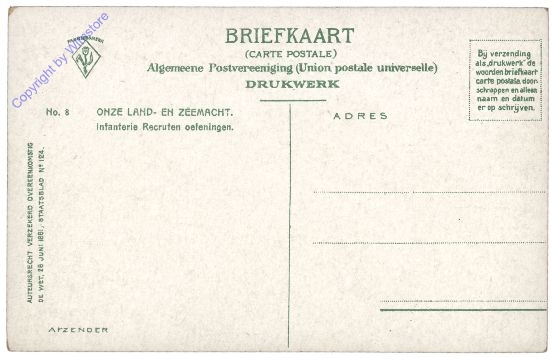 Copyright by Winstore
BRIEFKAART
(CARTE POSTALE)
Algemeene Postvereeniging (Union postale universelle)
DRUKWERK
Bij verzending
als „drukwerk" de
woorden briefkaart
carte postale door-
schrappen en alleen
naam en datum
er op schrijven.
No. 8 ONZE LAND- EN ZEEMACHT.
Infanterie Recruten oefeningen.
ADRES
AUTEURSRECHT VERZEKERD OVEREENKOMSTIG
DE WET, 28 JUNI 1881, STAATSBLAD No 124.
AFZENDER